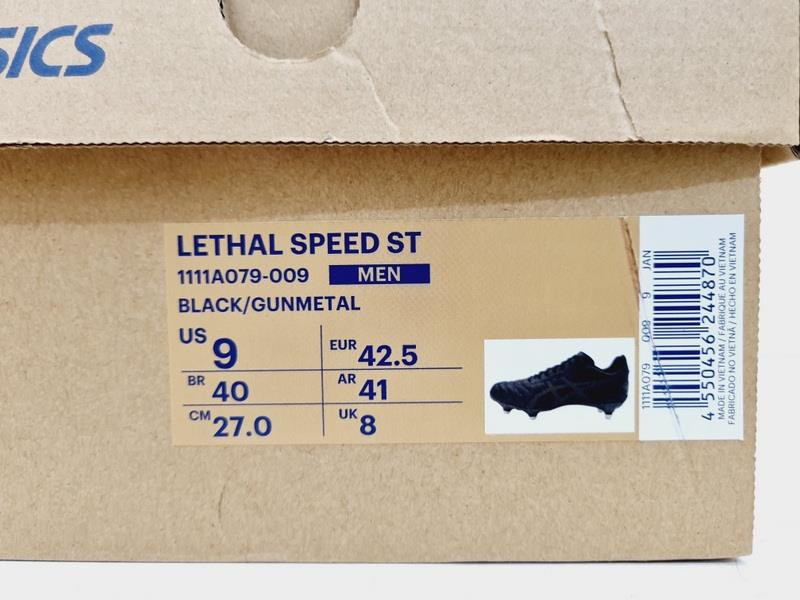 SICS
LETHAL SPEED ST
1111A079-009 MEN
BLACK/GUNMETAL
US 9 EUR 42.5
BR 40 AR 41
CM 27.0 UK 8
1111A079 009 9 JAN
4 550456 244870
MADE IN VIETNAM / FABRIQUE AU VIETNAM
FABRICADO NO VIETNÃ / HECHO EN VIETNAM